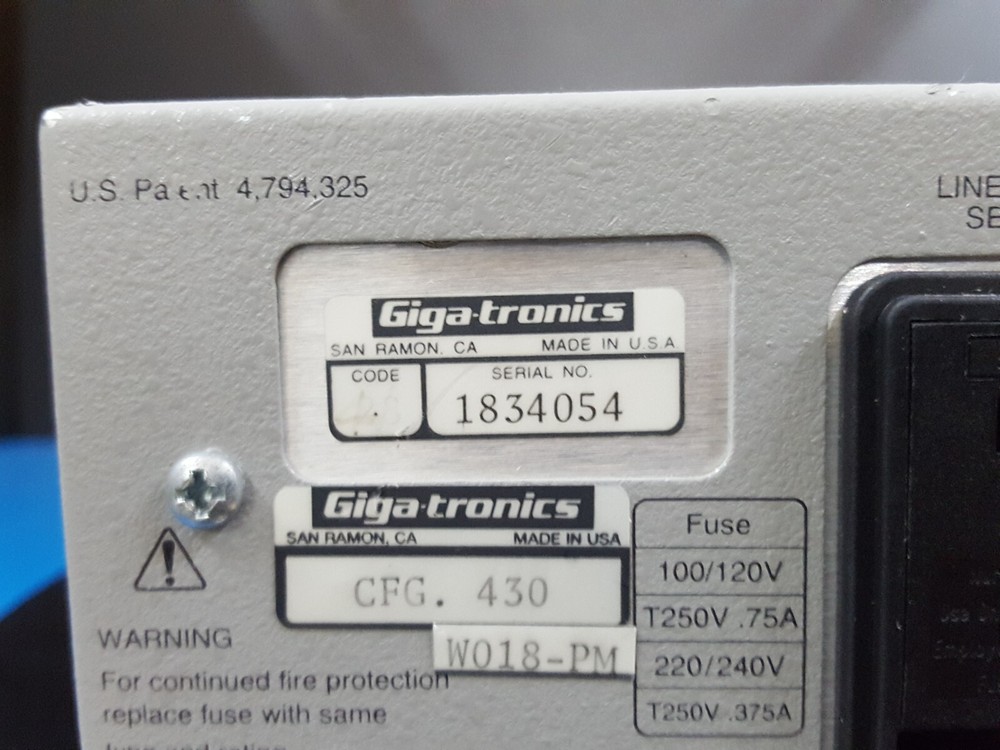 U.S. Patent 4,794,325
LINE
SE
Giga-tronics
SAN RAMON. CA MADE IN U.S.A
CODE SERIAL NO.
1834054
Giga-tronics
SAN RAMON, CA MADE IN USA
CFG. 430
W018-PM
Fuse
100/120V
T250V .75A
220/240V
T250V .375A
WARNING
For continued fire protection
replace fuse with same